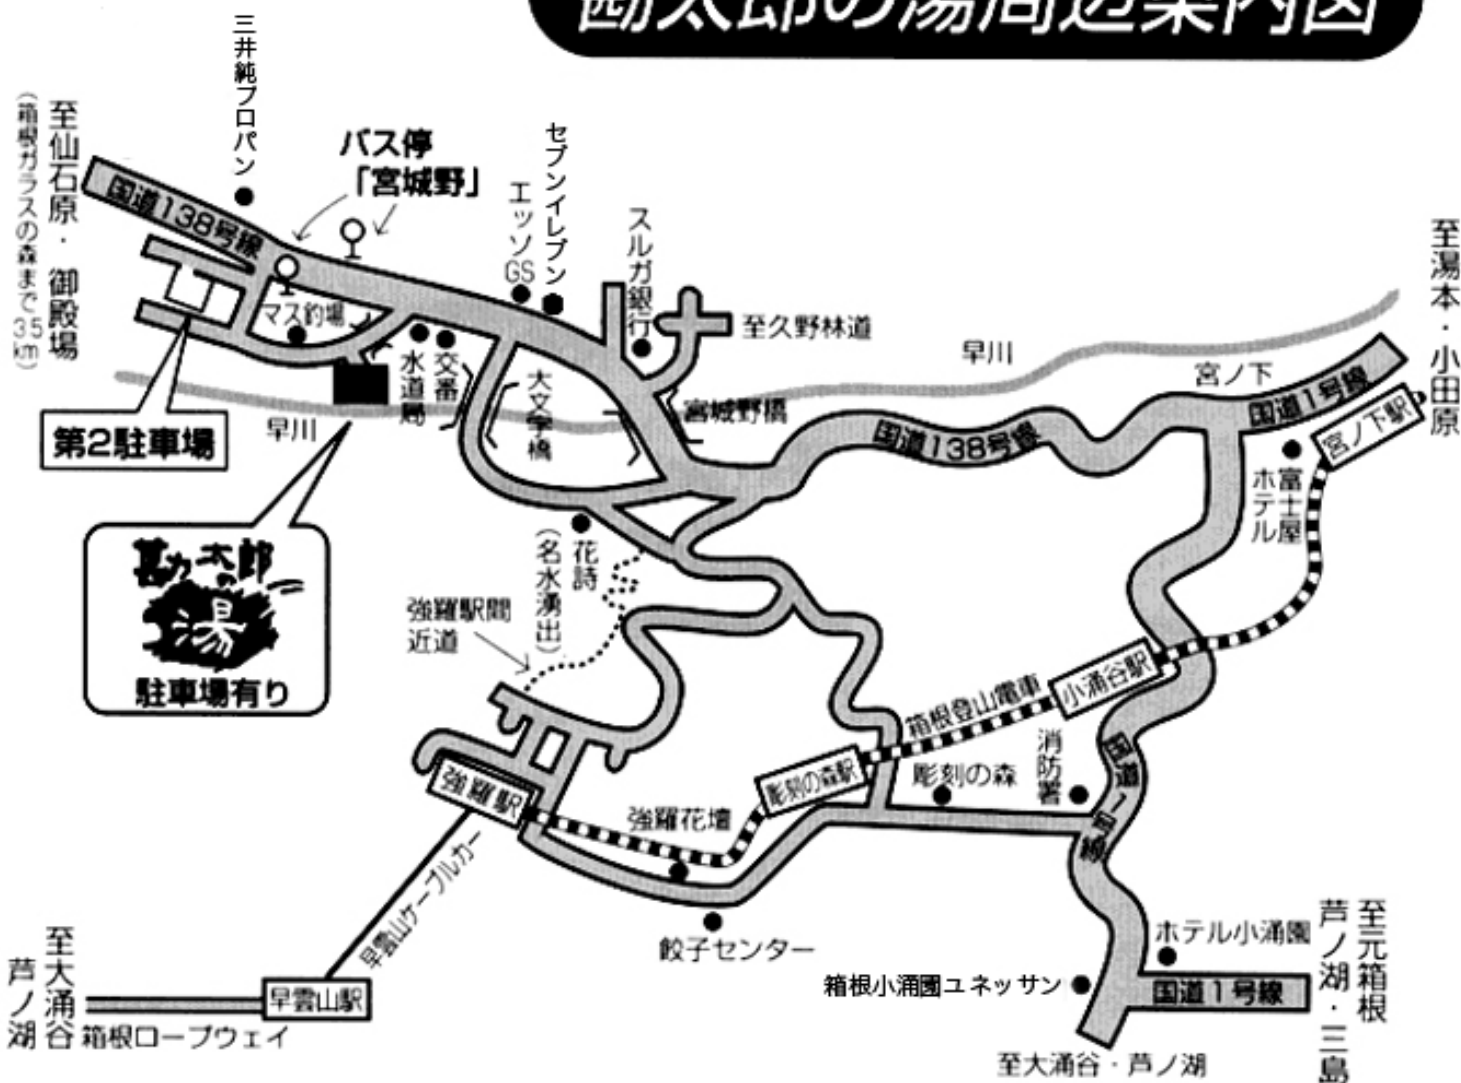 勘太郎の湯周辺案内図
三井純プロパン
至仙石原・御殿場
（箱根ガラスの森まで3.5km）
国道138号線
バス停
「宮城野」
エッソGS
セブンイレブン
スルガ銀行
至久野林道
早川
宮ノ下
至湯本・小田原
国道1号線
宮ノ下駅
富士屋
ホテル
マス釣場
水道局
交番
大文字橋
宮城野橋
国道138号線
早川
第2駐車場
勘太郎の
湯
駐車場有り
花詩
（名水湧出）
強羅駅間
近道
強羅駅
箱根登山電車
小涌谷駅
彫刻の森駅
彫刻の森
消防署
国道1号線
強羅花壇
餃子センター
早雲山ケーブルカー
早雲山駅
箱根ロープウェイ
至大涌谷
芦ノ湖
ホテル小涌園
箱根小涌園ユネッサン
国道1号線
至元箱根
芦ノ湖・三島
至大涌谷・芦ノ湖